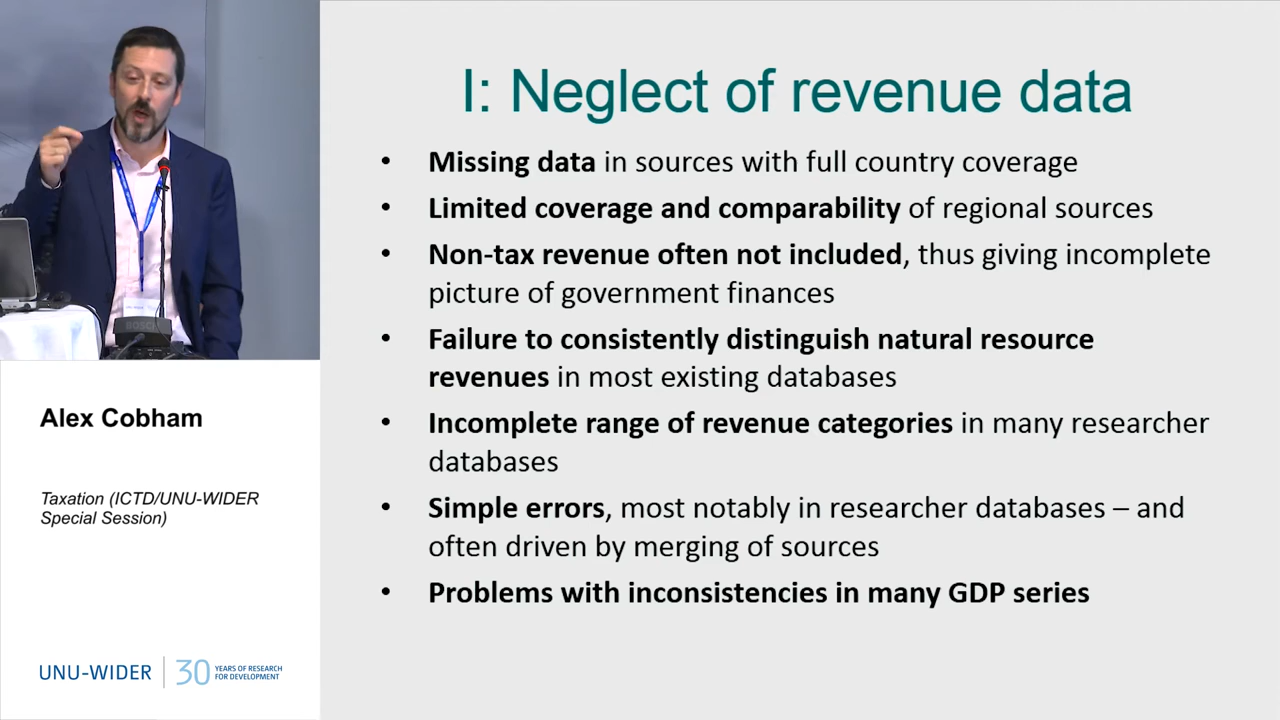 I: Neglect of revenue data
• Missing data in sources with full country coverage
• Limited coverage and comparability of regional sources
• Non-tax revenue often not included, thus giving incomplete
picture of government finances
• Failure to consistently distinguish natural resource
revenues in most existing databases
• Incomplete range of revenue categories in many researcher
databases
• Simple errors, most notably in researcher databases – and
often driven by merging of sources
• Problems with inconsistencies in many GDP series
BOSCH
Alex Cobham
Taxation (ICTD/UNU-WIDER
Special Session)
UNU-WIDER
30
YEARS OF RESEARCH
FOR DEVELOPMENT